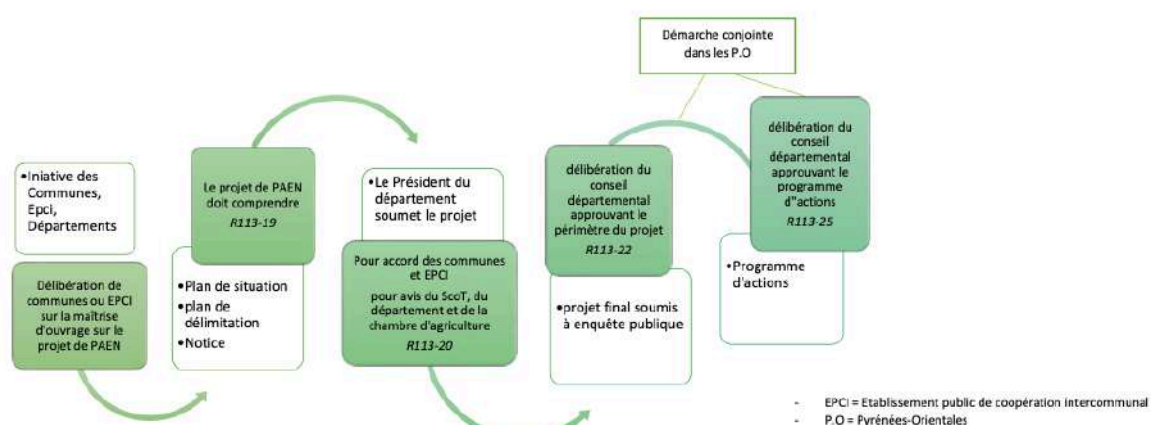 Démarche conjointe
dans les P.O
•Iniative des
Communes,
Epci,
Départements
Délibération de
communes ou EPCI
sur la maîtrise
d'ouvrage sur le
projet de PAEN
Le projet de PAEN
doit comprendre
R113-19
•Plan de situation
•plan de
délimitation
•Notice
•Le Président du
département
soumet le projet
Pour accord des communes
et EPCI
pour avis du ScoT, du
département et de la
chambre d'agriculture
R113-20
délibération du
conseil
départemental
approuvant le
périmètre du projet
R113-22
•projet final soumis
à enquête publique
délibération du
conseil
départemental
approuvant le
programme
d"actions
R113-25
•Programme
d'actions
- EPCI = Etablissement public de coopération intercommunal
- P.O = Pyrénées-Orientales